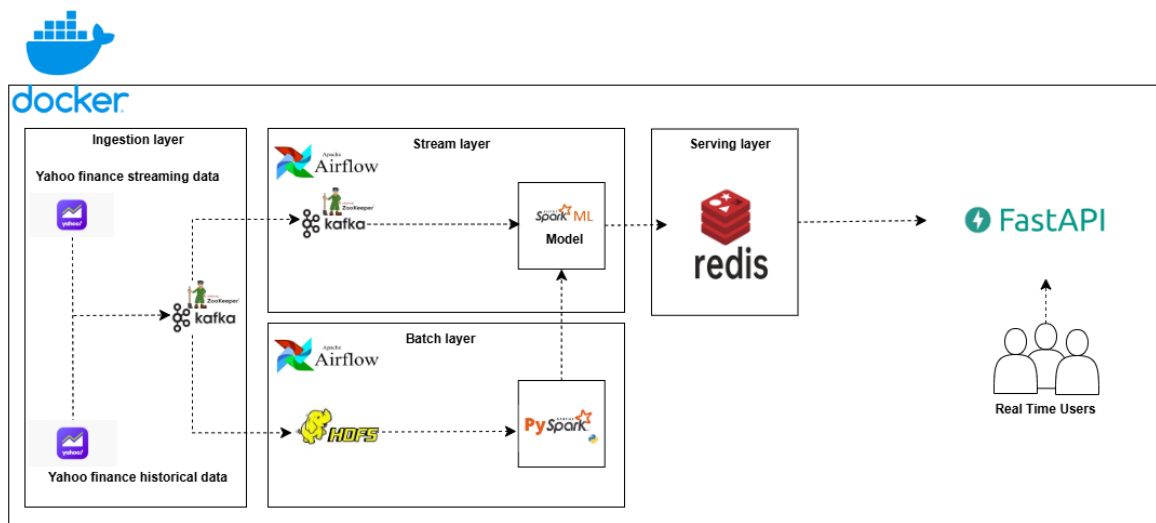 docker
Ingestion layer
Yahoo finance streaming data
yahoo!
ZooKeeper
kafka
yahoo!
Yahoo finance historical data
Stream layer
Apache
Airflow
ZooKeeper
kafka
Spark ML
Model
Batch layer
Apache
Airflow
HDFS
PySpark
Serving layer
redis
FastAPI
Real Time Users